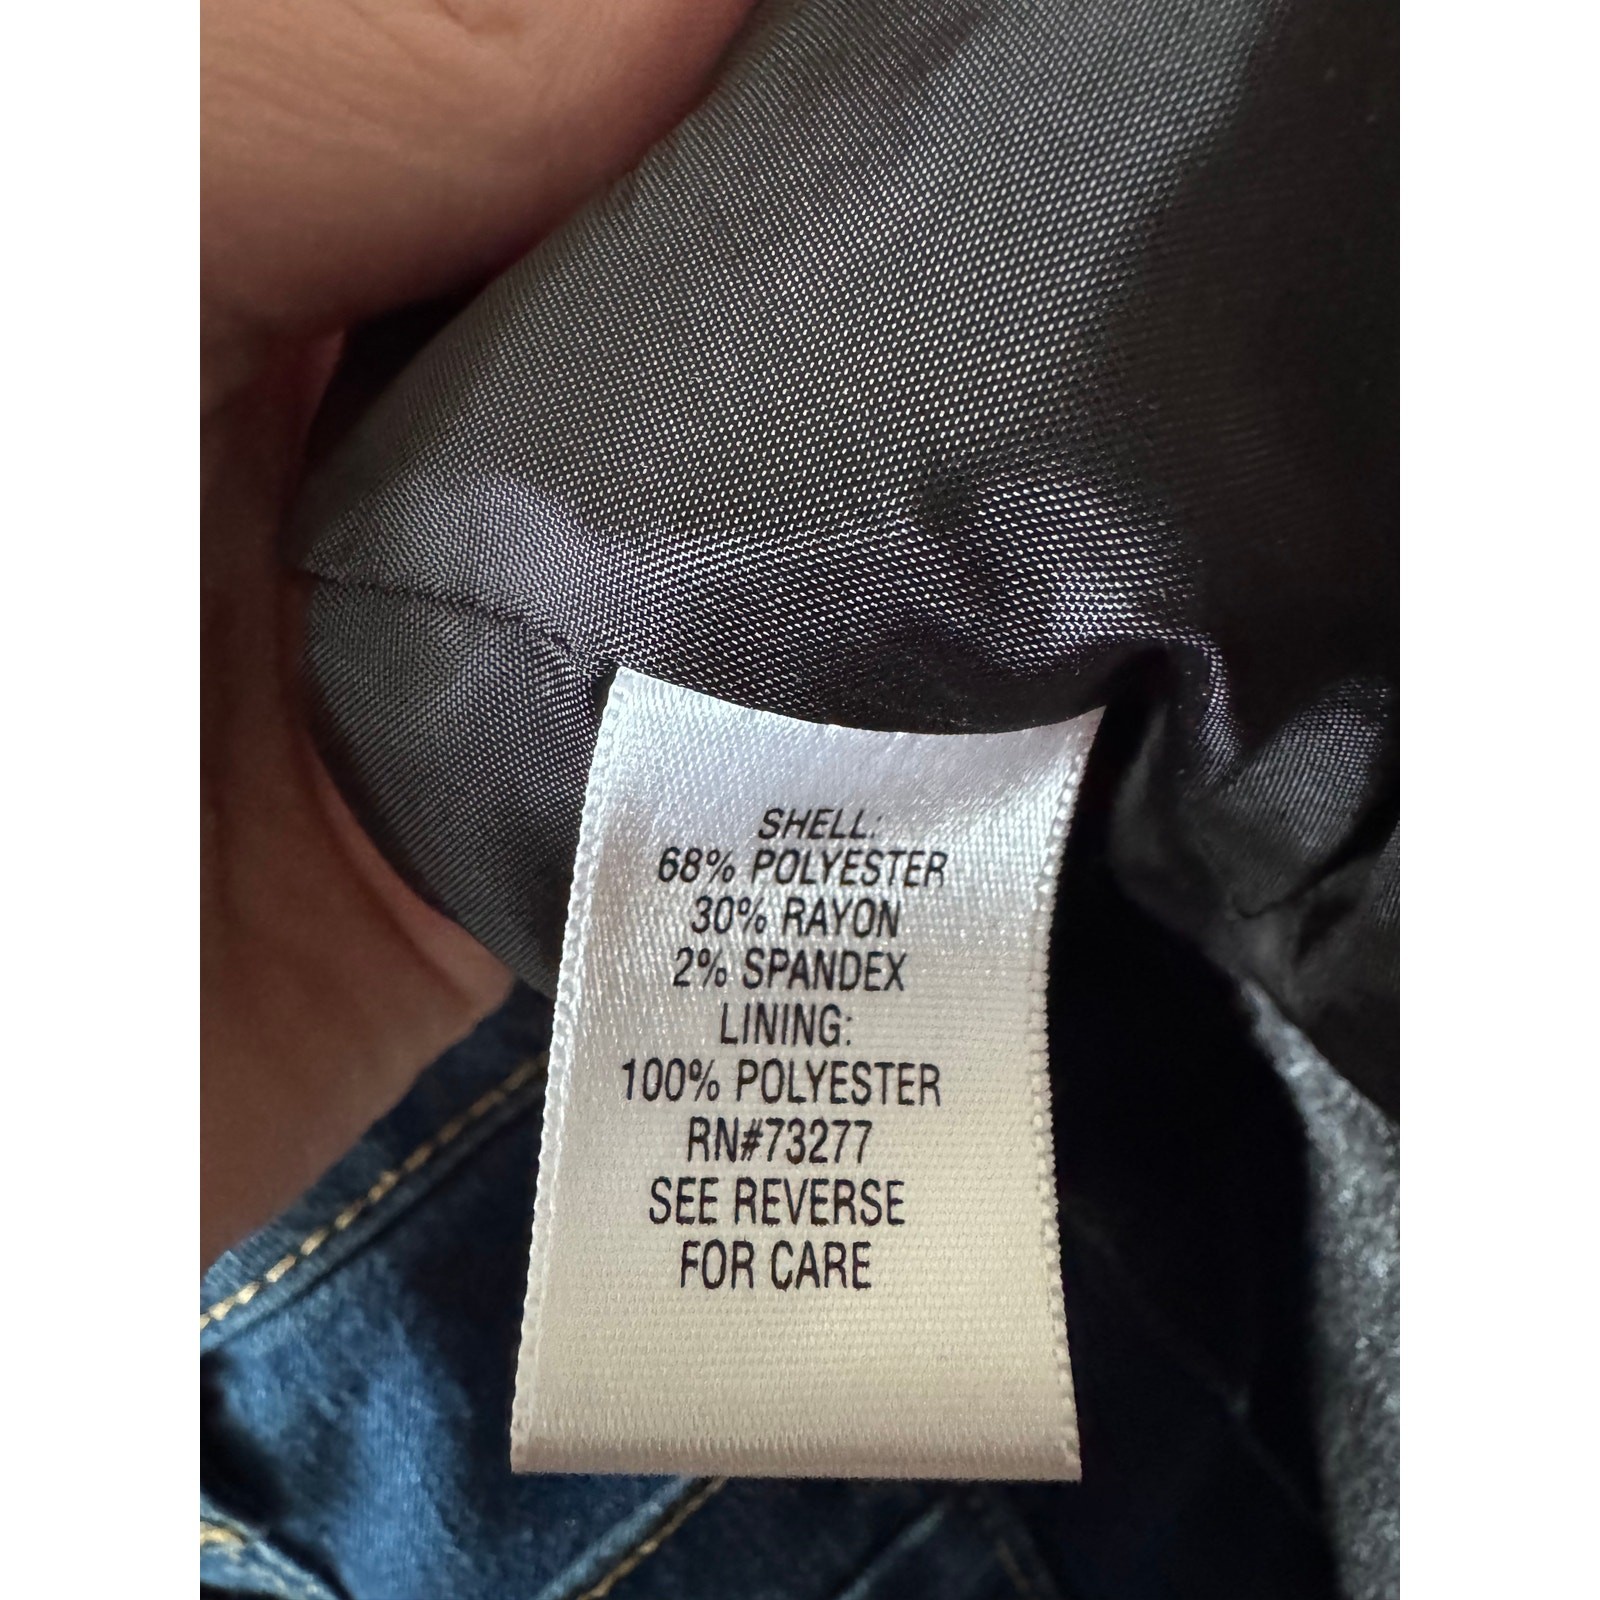 SHELL:
68% POLYESTER
30% RAYON
2% SPANDEX
LINING:
100% POLYESTER
RN#73277
SEE REVERSE
FOR CARE